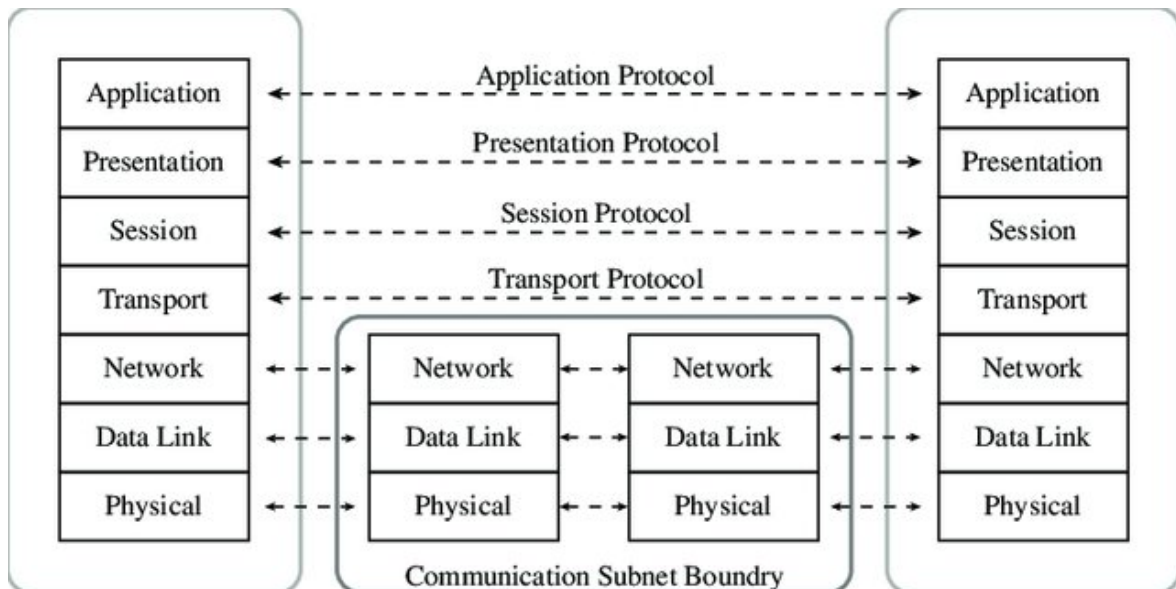 Application
Application Protocol
Application
Presentation
Presentation Protocol
Presentation
Session
Session Protocol
Session
Transport
Transport Protocol
Transport
Network
Network
Network
Network
Data Link
Data Link
Data Link
Data Link
Physical
Physical
Physical
Physical
Communication Subnet Boundry